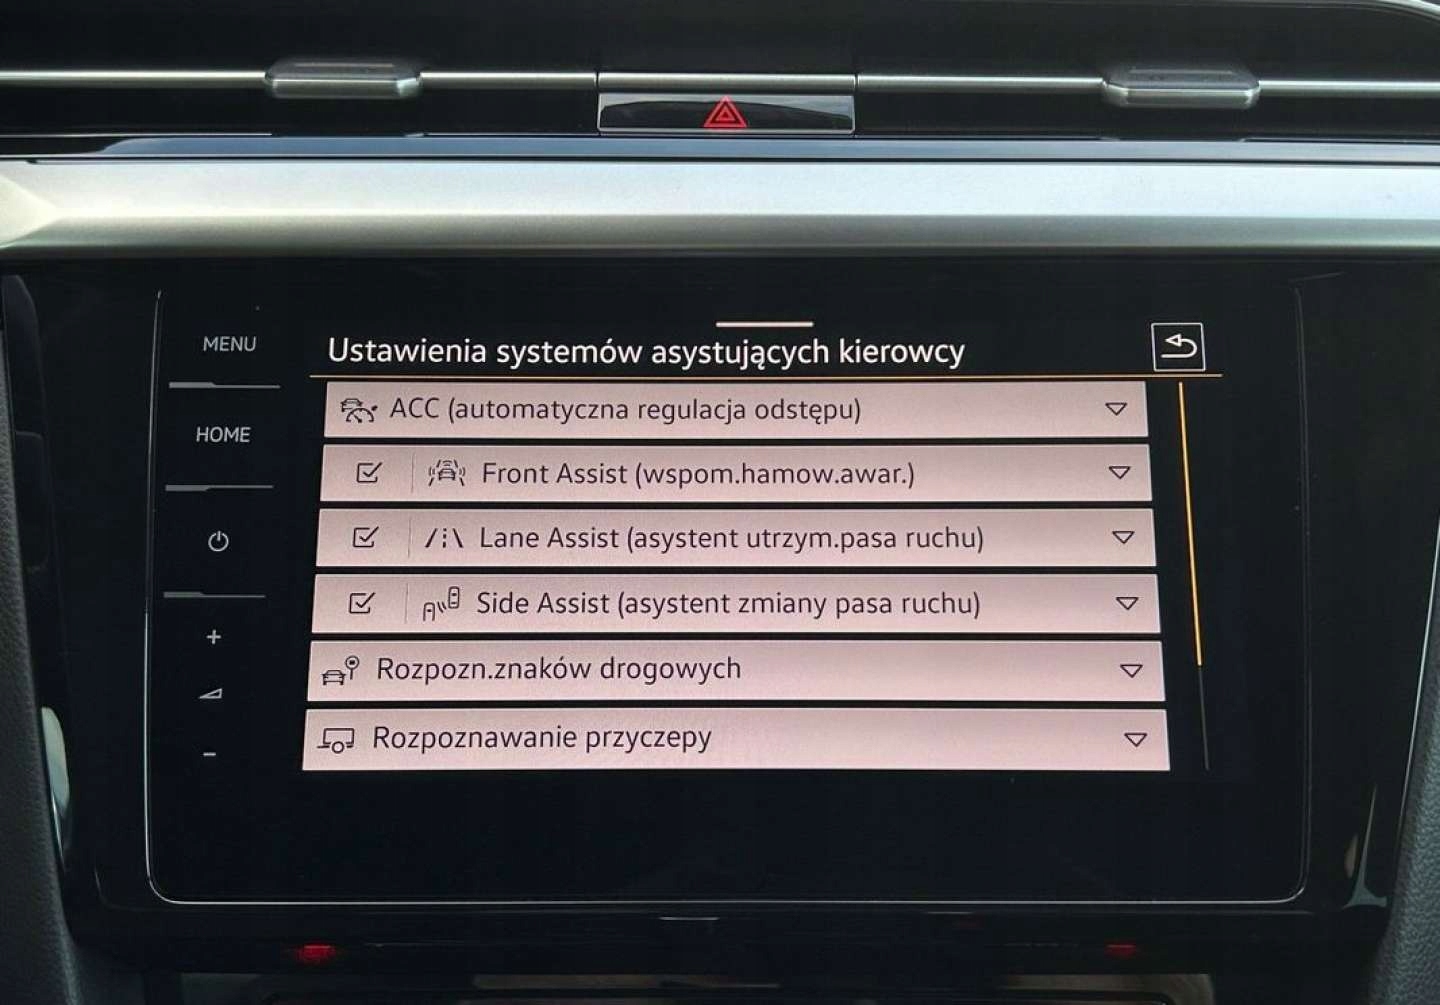 MENU
HOME
+
-
Ustawienia systemów asystujących kierowcy
ACC (automatyczna regulacja odstępu)
Front Assist (wspom.hamow.awar.)
Lane Assist (asystent utrzym.pasa ruchu)
Side Assist (asystent zmiany pasa ruchu)
Rozpozn.znaków drogowych
Rozpoznawanie przyczepy